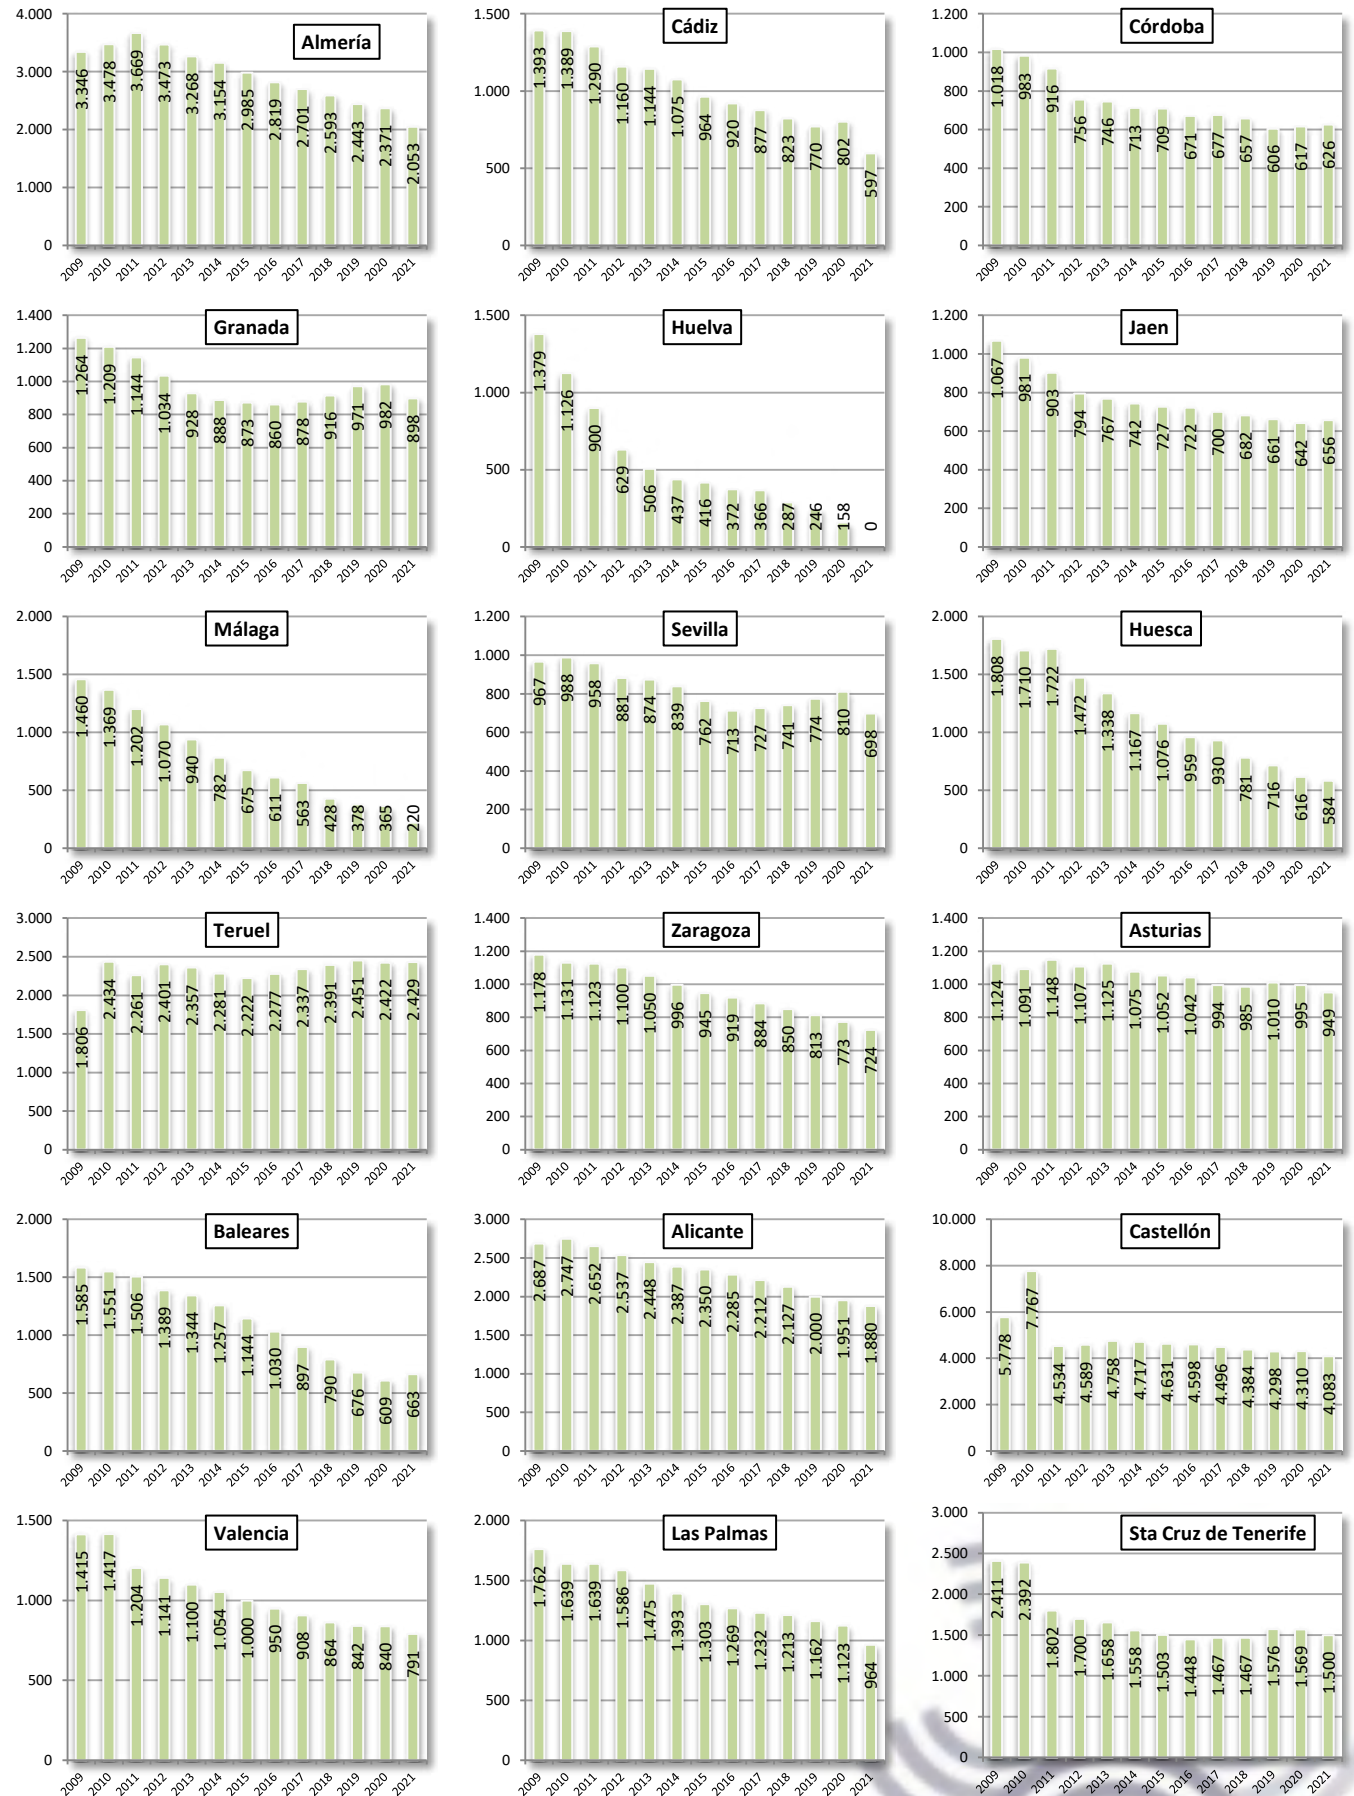 Almería
4.000
3.000
2.000
1.000
0
3.346 3.478 3.669 3.473 3.268 3.154 2.985 2.819 2.701 2.593 2.443 2.371 2.053
2009 2010 2011 2012 2013 2014 2015 2016 2017 2018 2019 2020 2021
Cádiz
1.500
1.000
500
0
1.393 1.389 1.290 1.160 1.144 1.075 964 920 877 823 770 802 597
2009 2010 2011 2012 2013 2014 2015 2016 2017 2018 2019 2020 2021
Córdoba
1.200
1.000
800
600
400
200
0
1.018 983 916 756 746 713 709 671 677 657 606 617 626
2009 2010 2011 2012 2013 2014 2015 2016 2017 2018 2019 2020 2021
Granada
1.400
1.200
1.000
800
600
400
200
0
1.264 1.209 1.144 1.034 928 888 873 860 878 916 971 982 898
2009 2010 2011 2012 2013 2014 2015 2016 2017 2018 2019 2020 2021
Huelva
1.500
1.000
500
0
1.379 1.126 900 629 506 437 416 372 366 287 246 158 0
2009 2010 2011 2012 2013 2014 2015 2016 2017 2018 2019 2020 2021
Jaen
1.200
1.000
800
600
400
200
0
1.067 981 903 794 767 742 727 722 700 682 661 642 656
2009 2010 2011 2012 2013 2014 2015 2016 2017 2018 2019 2020 2021
Málaga
2.000
1.500
1.000
500
0
1.460 1.369 1.202 1.070 940 782 675 611 563 428 378 365 220
2009 2010 2011 2012 2013 2014 2015 2016 2017 2018 2019 2020 2021
Sevilla
1.200
1.000
800
600
400
200
0
967 988 958 881 874 839 762 713 727 741 774 810 698
2009 2010 2011 2012 2013 2014 2015 2016 2017 2018 2019 2020 2021
Huesca
2.000
1.500
1.000
500
0
1.808 1.710 1.722 1.472 1.338 1.167 1.076 959 930 781 716 616 584
2009 2010 2011 2012 2013 2014 2015 2016 2017 2018 2019 2020 2021
Teruel
3.000
2.500
2.000
1.500
1.000
500
0
1.806 2.434 2.261 2.401 2.357 2.281 2.222 2.277 2.337 2.391 2.451 2.422 2.429
2009 2010 2011 2012 2013 2014 2015 2016 2017 2018 2019 2020 2021
Zaragoza
1.400
1.200
1.000
800
600
400
200
0
1.178 1.131 1.123 1.100 1.050 996 945 919 884 850 813 773 724
2009 2010 2011 2012 2013 2014 2015 2016 2017 2018 2019 2020 2021
Asturias
1.400
1.200
1.000
800
600
400
200
0
1.124 1.091 1.148 1.107 1.125 1.075 1.052 1.042 994 985 1.010 995 949
2009 2010 2011 2012 2013 2014 2015 2016 2017 2018 2019 2020 2021
Baleares
2.000
1.500
1.000
500
0
1.585 1.551 1.506 1.389 1.344 1.257 1.144 1.030 897 790 676 609 663
2009 2010 2011 2012 2013 2014 2015 2016 2017 2018 2019 2020 2021
Alicante
3.000
2.500
2.000
1.500
1.000
500
0
2.687 2.747 2.652 2.537 2.448 2.387 2.350 2.285 2.212 2.127 2.000 1.951 1.880
2009 2010 2011 2012 2013 2014 2015 2016 2017 2018 2019 2020 2021
Castellón
10.000
8.000
6.000
4.000
2.000
0
5.778 7.767 4.534 4.589 4.758 4.717 4.631 4.598 4.496 4.384 4.298 4.310 4.083
2009 2010 2011 2012 2013 2014 2015 2016 2017 2018 2019 2020 2021
Valencia
1.500
1.000
500
0
1.415 1.417 1.204 1.141 1.100 1.054 1.000 950 908 864 842 840 791
2009 2010 2011 2012 2013 2014 2015 2016 2017 2018 2019 2020 2021
Las Palmas
2.000
1.500
1.000
500
0
1.762 1.639 1.639 1.586 1.475 1.393 1.303 1.269 1.232 1.213 1.162 1.123 964
2009 2010 2011 2012 2013 2014 2015 2016 2017 2018 2019 2020 2021
Sta Cruz de Tenerife
3.000
2.500
2.000
1.500
1.000
500
0
2.411 2.392 1.802 1.700 1.658 1.558 1.503 1.448 1.467 1.467 1.576 1.569 1.500
2009 2010 2011 2012 2013 2014 2015 2016 2017 2018 2019 2020 2021